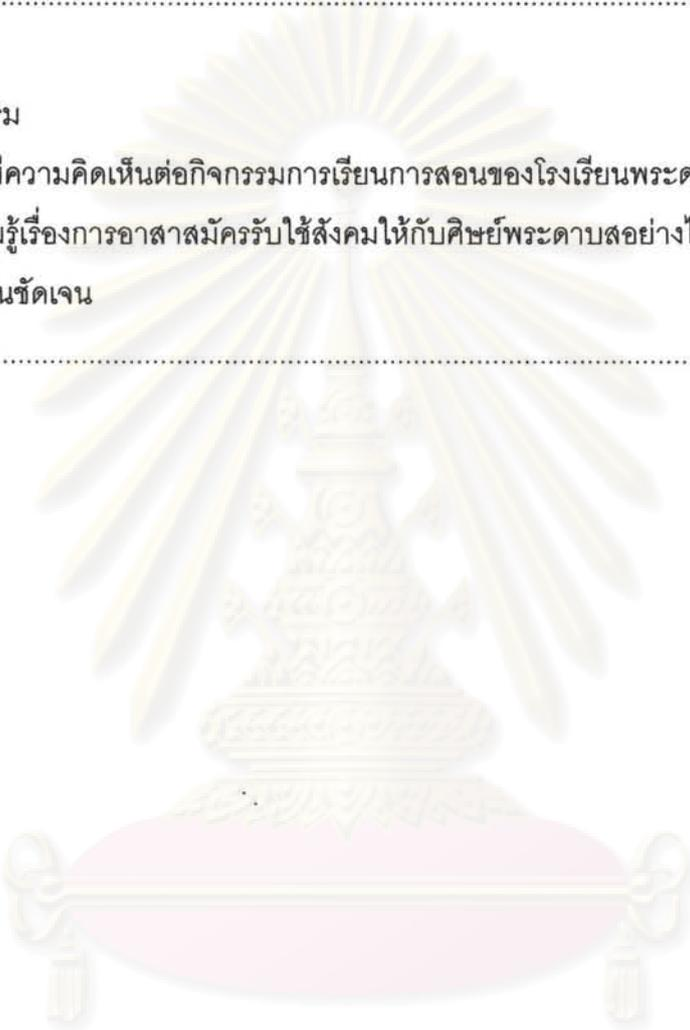 รม
มีความคิดเห็นต่อกิจกรรมการเรียนการสอนของโรงเรียนพระด
มรู้เรื่องการอาสาสมัครรับใช้สังคมให้กับศิษย์พระดาบสอย่างไ
นชัดเจน